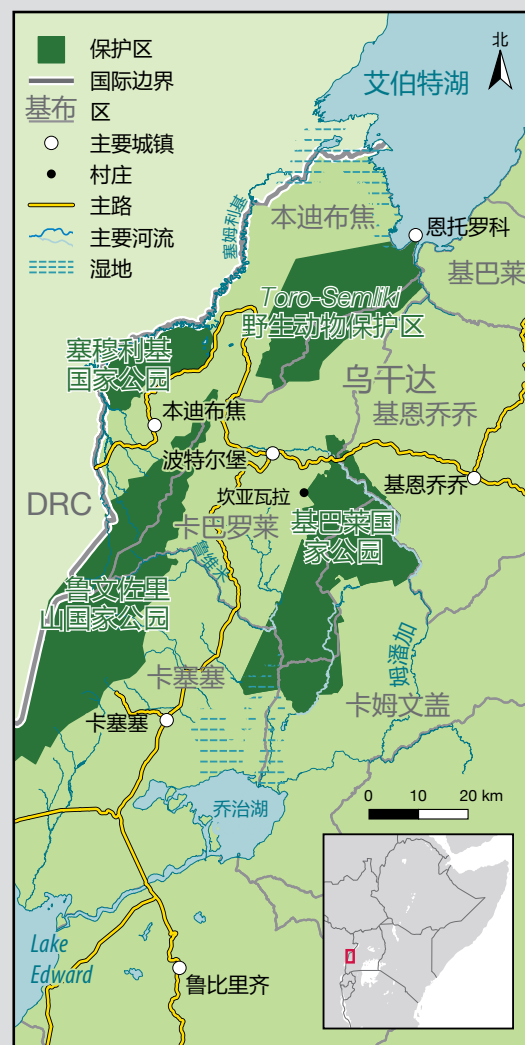 保护区
国际边界
基布 区
主要城镇
村庄
主路
主要河流
湿地
北
艾伯特湖
塞姆利基
本迪布焦
恩托罗科
基巴莱
Toro-Semliki
野生动物保护区
塞穆利基
国家公园
乌干达
本迪布焦
基恩乔乔
波特尔堡
坎亚瓦拉
基恩乔乔
DRC
卡巴罗莱
基巴莱国
家公园
鲁维米
鲁文佐里
山国家公园
姆潘加
卡塞塞
卡姆文盖
卡塞塞
0 10 20 km
乔治湖
Lake
Edward
鲁比里齐